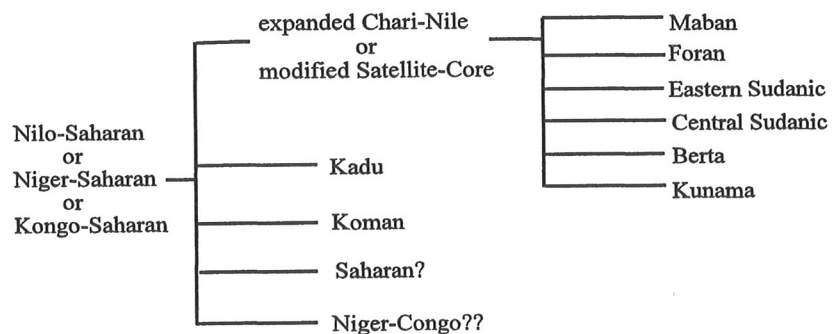 Nilo-Saharan
or
Niger-Saharan
or
Kongo-Saharan
expanded Chari-Nile
or
modified Satellite-Core
Maban
Foran
Eastern Sudanic
Central Sudanic
Berta
Kunama
Kadu
Koman
Saharan?
Niger-Congo??